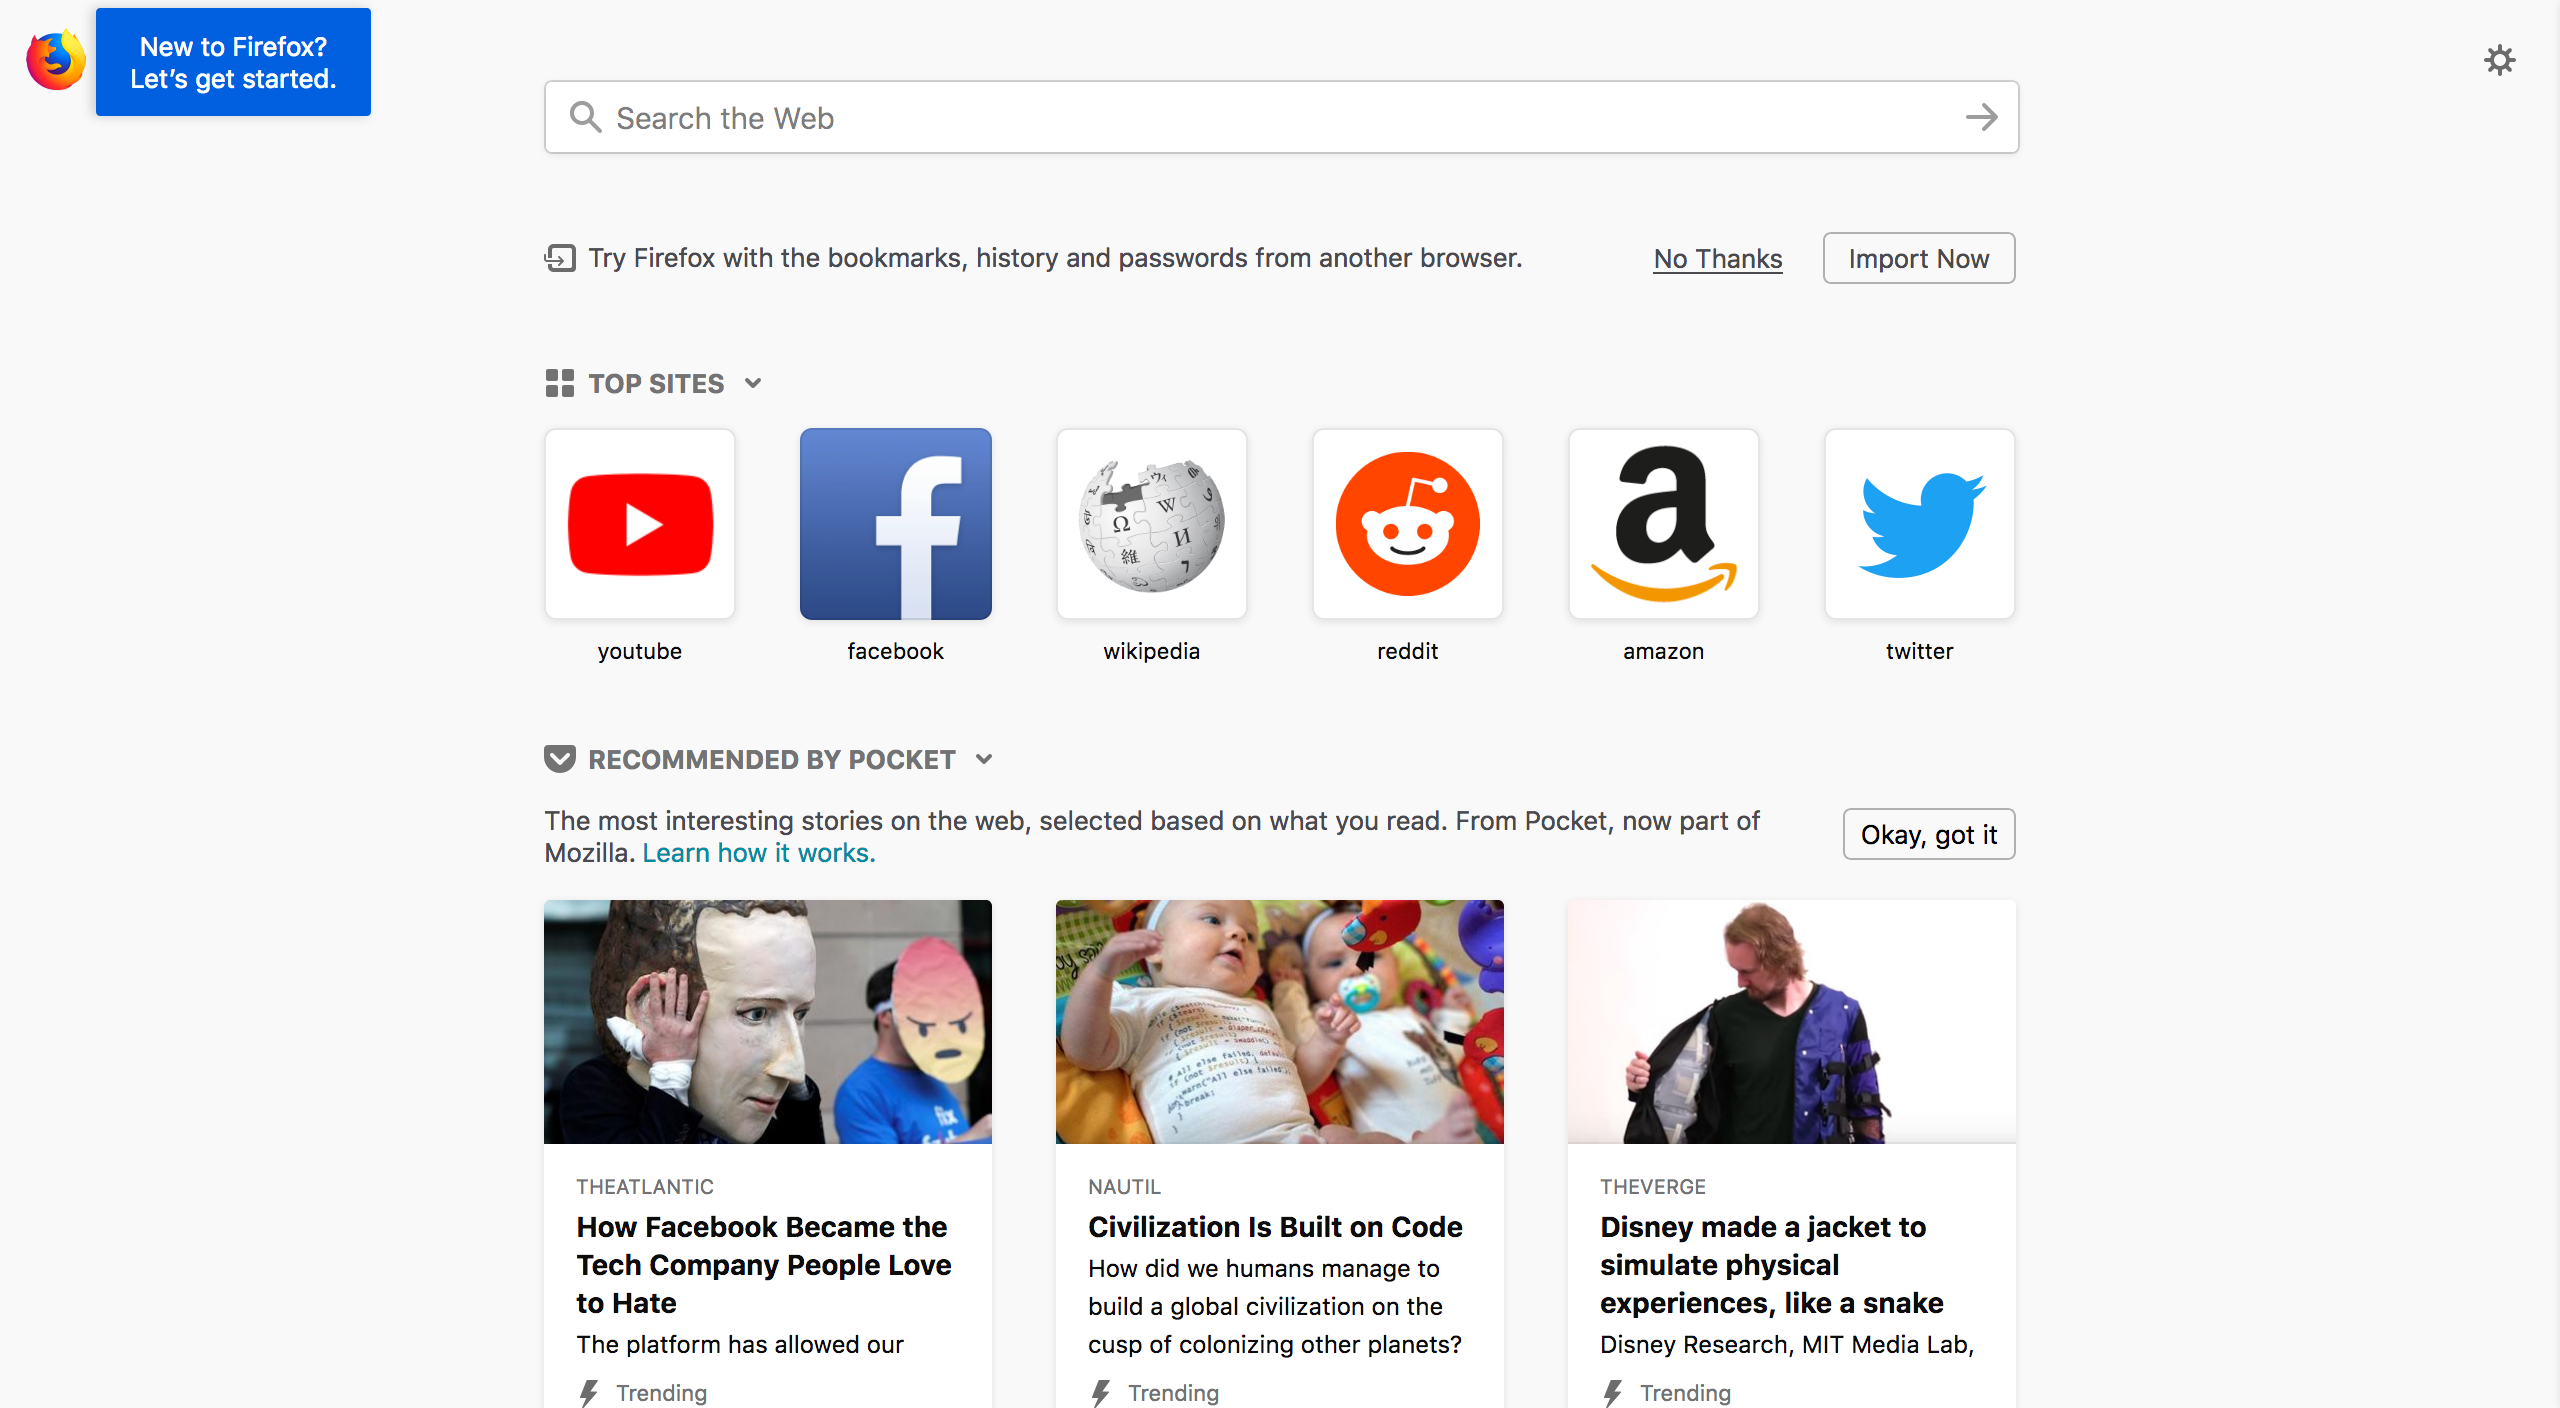 New to Firefox?
Let’s get started.
Search the Web
Try Firefox with the bookmarks, history and passwords from another browser.
No Thanks
Import Now
TOP SITES
youtube
facebook
wikipedia
reddit
amazon
twitter
RECOMMENDED BY POCKET
The most interesting stories on the web, selected based on what you read. From Pocket, now part of
Mozilla. Learn how it works.
Okay, got it
THEATLANTIC
How Facebook Became the
Tech Company People Love
to Hate
The platform has allowed our
Trending
NAUTIL
Civilization Is Built on Code
How did we humans manage to
build a global civilization on the
cusp of colonizing other planets?
Trending
THEVERGE
Disney made a jacket to
simulate physical
experiences, like a snake
Disney Research, MIT Media Lab,
Trending